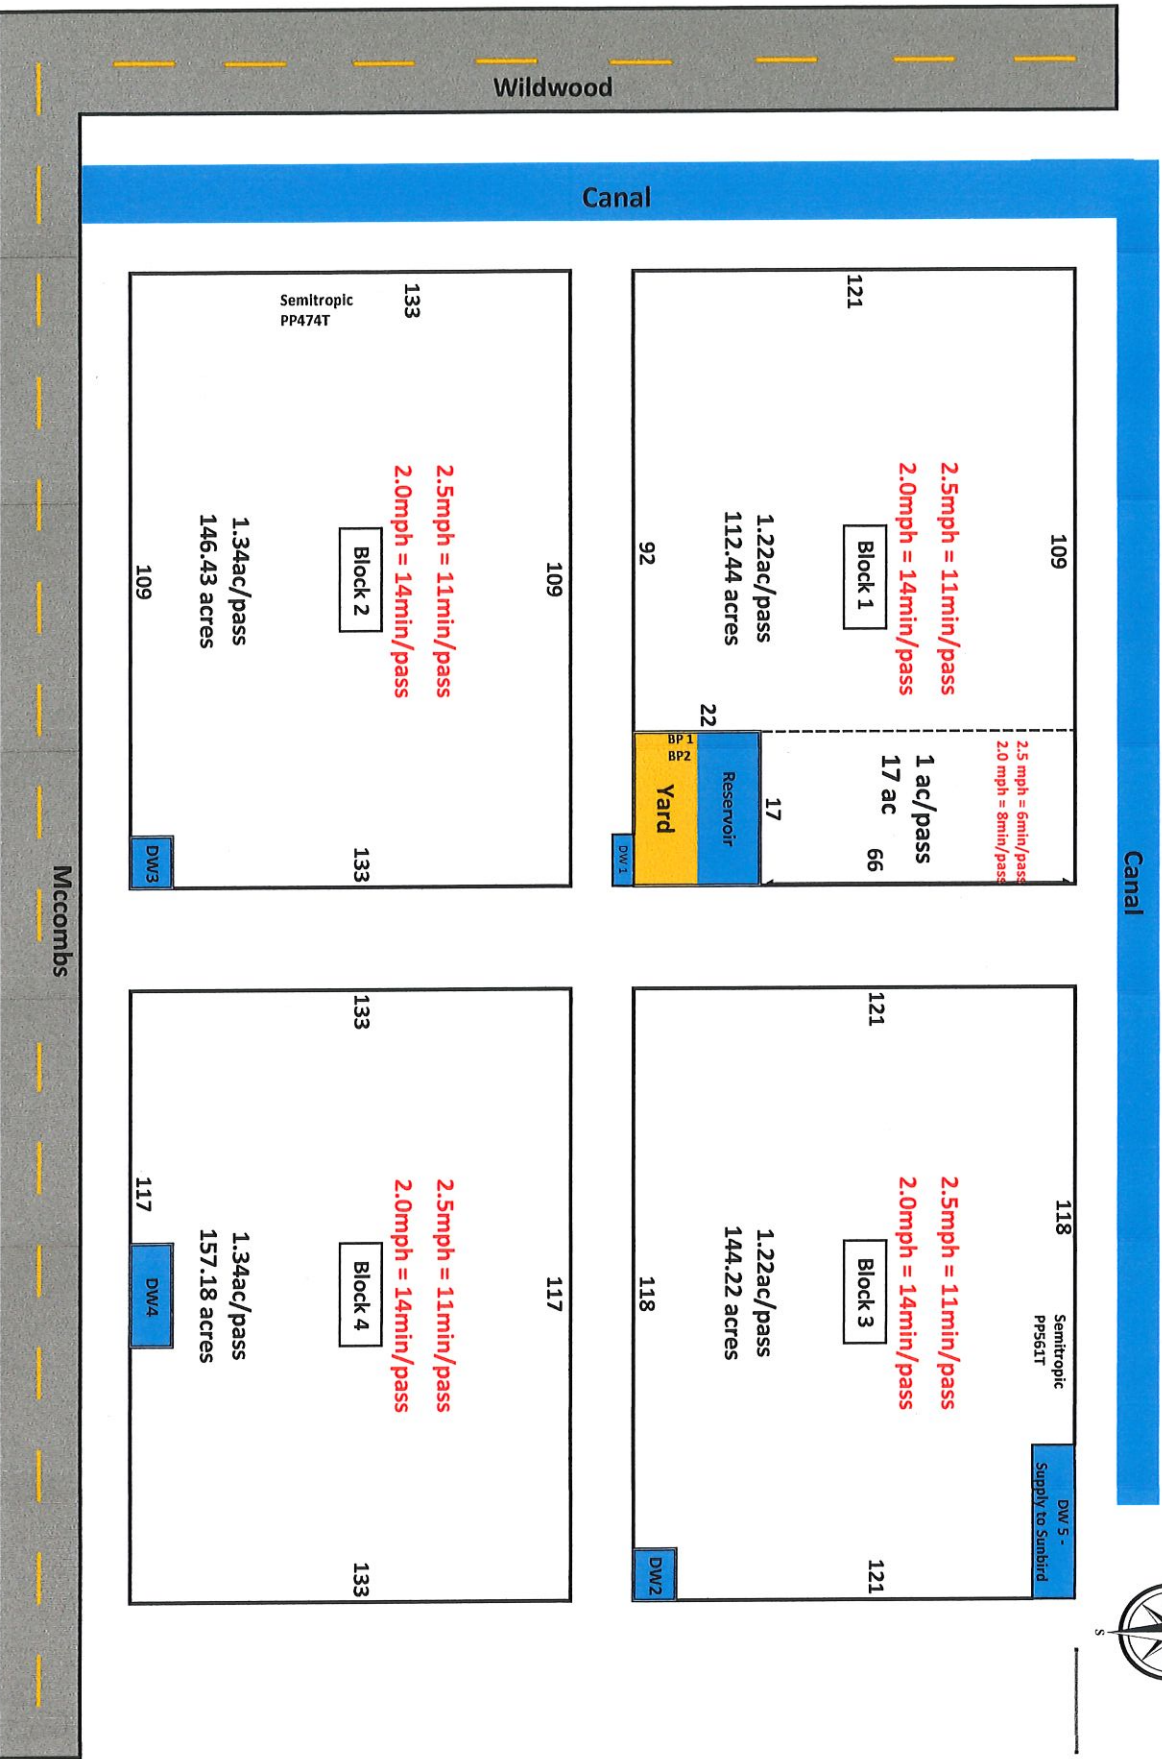 Wildwood
Canal
Canal
109
121
2.5mph = 11min/pass
2.0mph = 14min/pass
Block 1
1.22ac/pass
112.44 acres
92
2.5 mph = 6min/pass
2.0 mph = 8min/pass
1 ac/pass
17 ac
66
17
22
Reservoir
BP 1
BP2
Yard
DW 1
118
Semitropic
PP561T
DW 5 -
Supply to Sunbird
121
2.5mph = 11min/pass
2.0mph = 14min/pass
Block 3
1.22ac/pass
144.22 acres
121
118
DW2
109
133
Semitropic
PP474T
2.5mph = 11min/pass
2.0mph = 14min/pass
Block 2
1.34ac/pass
146.43 acres
133
109
DW3
117
133
2.5mph = 11min/pass
2.0mph = 14min/pass
Block 4
1.34ac/pass
157.18 acres
133
117
DW4
Mccombs
S